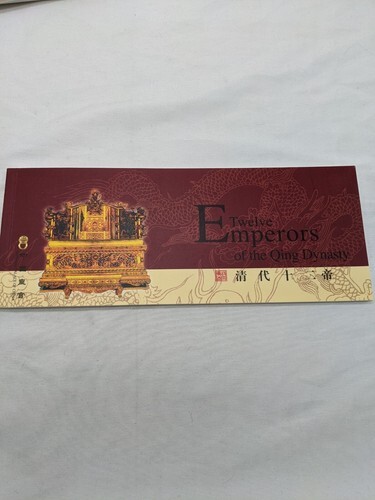 Twelve
Emperors
of the Qing Dynasty
清代十二帝